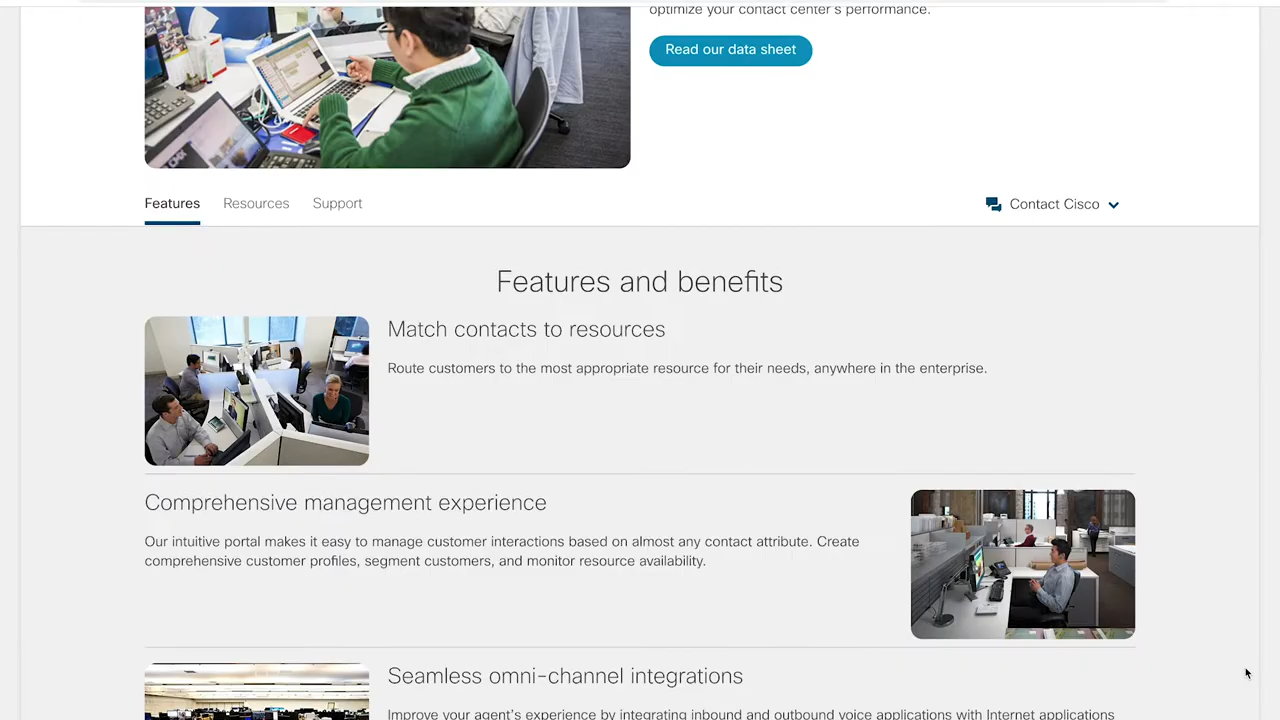 optimize your contact center's performance.
Read our data sheet
Features Resources Support Contact Cisco
Features and benefits
Match contacts to resources
Route customers to the most appropriate resource for their needs, anywhere in the enterprise.
Comprehensive management experience
Our intuitive portal makes it easy to manage customer interactions based on almost any contact attribute. Create
comprehensive customer profiles, segment customers, and monitor resource availability.
Seamless omni-channel integrations
Improve your agent's experience by integrating inbound and outbound voice applications with Internet applications